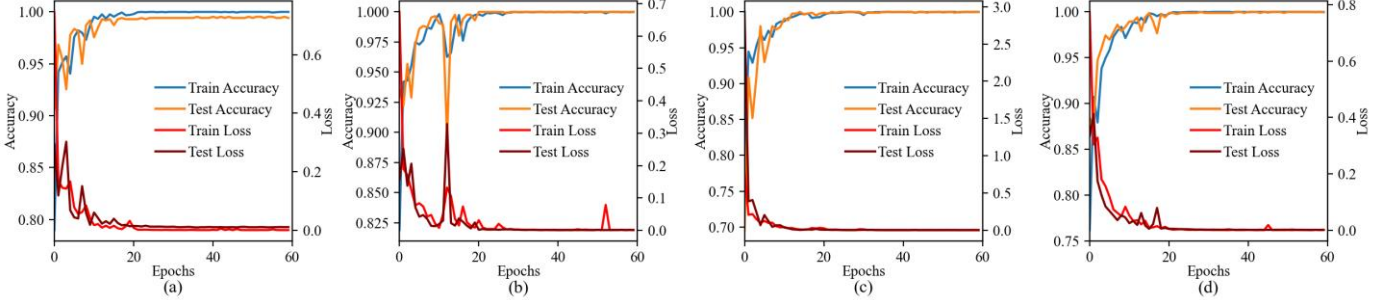 1.00
0.95
0.90
0.85
0.80
Accuracy
0.6
0.4
0.2
0.0
Loss
Train Accuracy
Test Accuracy
Train Loss
Test Loss
0 20 40 60
Epochs
(a)
1.000
0.975
0.950
0.925
0.900
0.875
0.850
0.825
Accuracy
0.7
0.6
0.5
0.4
0.3
0.2
0.1
0.0
Loss
Train Accuracy
Test Accuracy
Train Loss
Test Loss
0 20 40 60
Epochs
(b)
1.00
0.95
0.90
0.85
0.80
0.75
0.70
Accuracy
3.0
2.5
2.0
1.5
1.0
0.5
0.0
Loss
Train Accuracy
Test Accuracy
Train Loss
Test Loss
0 20 40 60
Epochs
(c)
1.00
0.95
0.90
0.85
0.80
0.75
Accuracy
0.8
0.6
0.4
0.2
0.0
Loss
Train Accuracy
Test Accuracy
Train Loss
Test Loss
0 20 40 60
Epochs
(d)